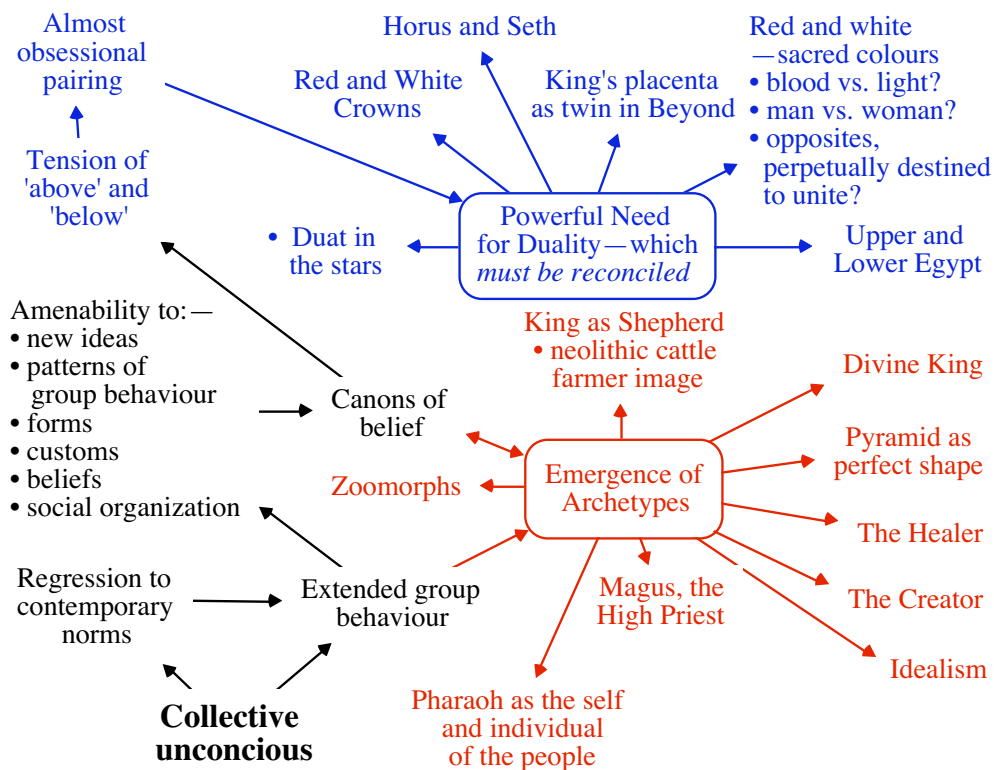 Almost
obsessional
pairing
Horus and Seth
Red and White
Crowns
King's placenta
as twin in Beyond
Red and white
—sacred colours
• blood vs. light?
• man vs. woman?
• opposites,
perpetually destined
to unite?
Tension of
'above' and
'below'
Powerful Need
for Duality—which
must be reconciled
• Duat in
the stars
Upper and
Lower Egypt
Amenability to:—
• new ideas
• patterns of
group behaviour
• forms
• customs
• beliefs
• social organization
King as Shepherd
• neolithic cattle
farmer image
Canons of
belief
Divine King
Zoomorphs
Emergence of
Archetypes
Pyramid as
perfect shape
The Healer
Regression to
contemporary
norms
Extended group
behaviour
Magus, the
High Priest
The Creator
Idealism
Collective
unconcious
Pharaoh as the self
and individual
of the people